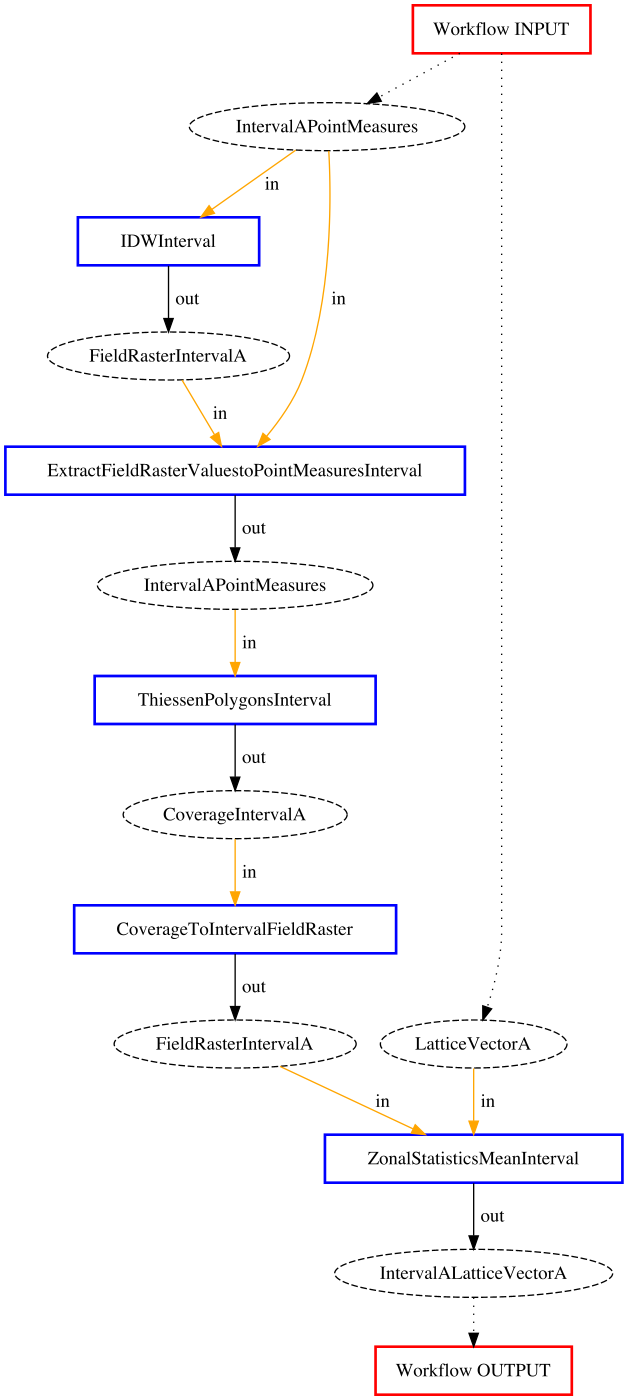 Workflow INPUT
IntervalAPointMeasures
in
IDWInterval
out
in
FieldRasterIntervalA
in
ExtractFieldRasterValuestoPointMeasuresInterval
out
IntervalAPointMeasures
in
ThiessenPolygonsInterval
out
CoverageIntervalA
in
CoverageToIntervalFieldRaster
out
FieldRasterIntervalA
LatticeVectorA
in
in
ZonalStatisticsMeanInterval
out
IntervalALatticeVectorA
Workflow OUTPUT